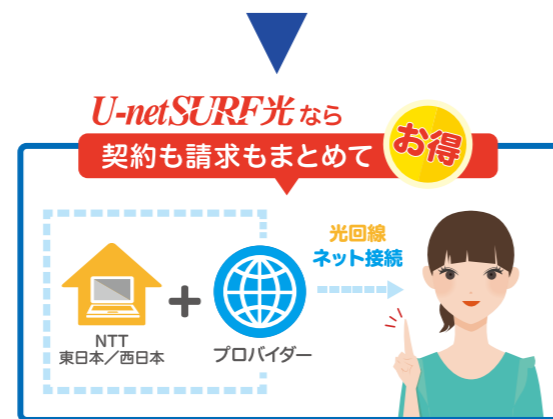 U-netSURF光なら
契約も請求もまとめて
お得
光回線
ネット接続
NTT
東日本/西日本
プロバイダー